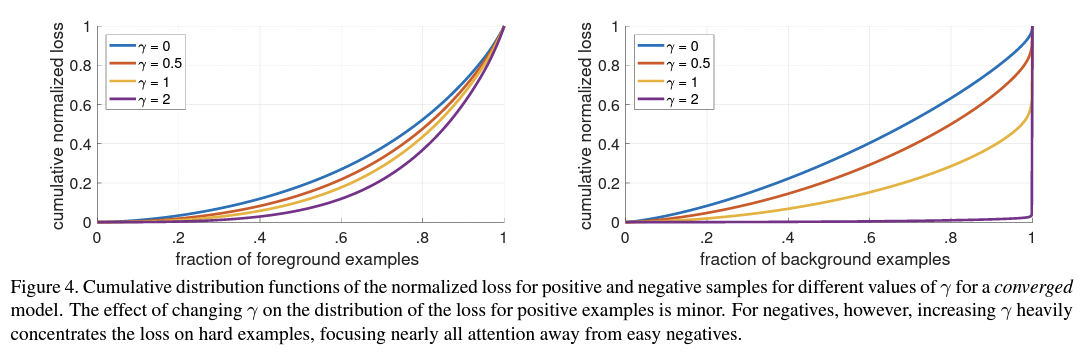 cumulative normalized loss
1
0.8
0.6
0.4
0.2
0
γ = 0
γ = 0.5
γ = 1
γ = 2
0
.2
.4
.6
.8
1
fraction of foreground examples
cumulative normalized loss
1
0.8
0.6
0.4
0.2
0
γ = 0
γ = 0.5
γ = 1
γ = 2
0
.2
.4
.6
.8
1
fraction of background examples
Figure 4. Cumulative distribution functions of the normalized loss for positive and negative samples for different values of γ for a converged
model. The effect of changing γ on the distribution of the loss for positive examples is minor. For negatives, however, increasing γ heavily
concentrates the loss on hard examples, focusing nearly all attention away from easy negatives.